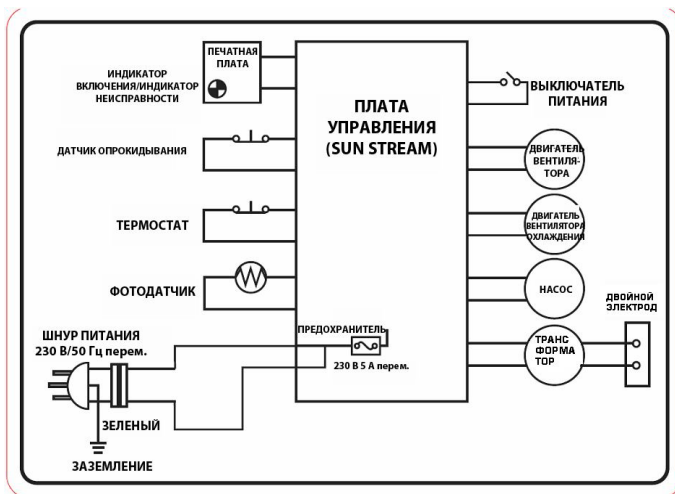 ПЕЧАТНАЯ
ПЛАТА
ИНДИКАТОР
ВКЛЮЧЕНИЯ/ИНДИКАТОР
НЕИСПРАВНОСТИ
ДАТЧИК ОПРОКИДЫВАНИЯ
ТЕРМОСТАТ
ФОТОДАТЧИК
ШНУР ПИТАНИЯ
230 В/50 Гц перем.
ЗЕЛЕНЫЙ
ЗАЗЕМЛЕНИЕ
ПЛАТА
УПРАВЛЕНИЯ
(SUN STREAM)
ПРЕДОХРАНИТЕЛЬ
230 В 5 А перем.
ВЫКЛЮЧАТЕЛЬ
ПИТАНИЯ
ДВИГАТЕЛЬ
ВЕНТИЛЯ-
ТОРА
ДВИГАТЕЛЬ
ВЕНТИЛЯТОРА
ОХЛАЖДЕНИЯ
НАСОС
ТРАНС
ФОРМА
ТОР
ДВОЙНОЙ
ЭЛЕКТРОД